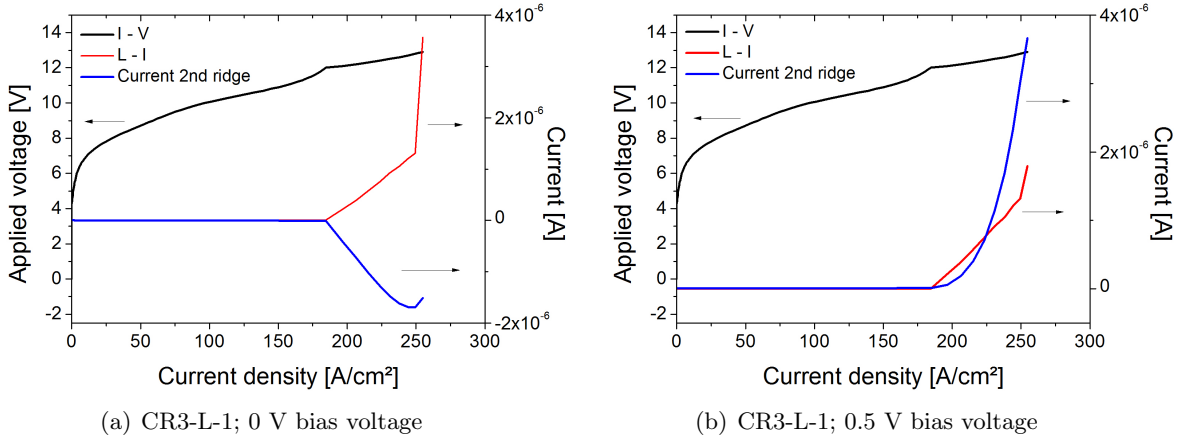 I - V
L - I
Current 2nd ridge
14
12
10
8
6
4
2
0
-2
Applied voltage [V]
4x10⁻⁶
2x10⁻⁶
0
-2x10⁻⁶
Current [A]
0 50 100 150 200 250 300
Current density [A/cm²]
(a) CR3-L-1; 0 V bias voltage
I - V
L - I
Current 2nd ridge
14
12
10
8
6
4
2
0
-2
Applied voltage [V]
4x10⁻⁶
2x10⁻⁶
0
Current [A]
0 50 100 150 200 250 300
Current density [A/cm²]
(b) CR3-L-1; 0.5 V bias voltage